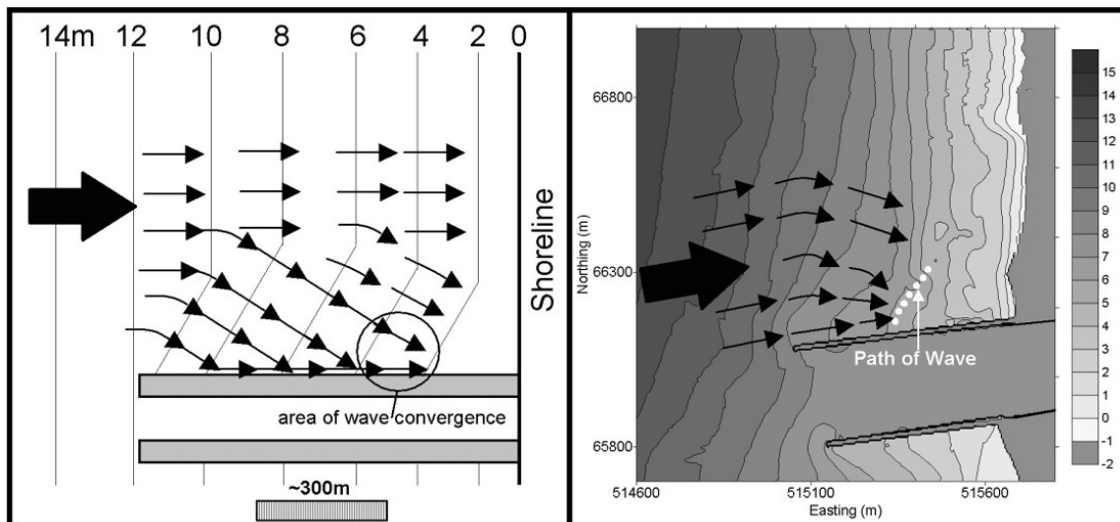 14m 12 10 8 6 4 2 0
Shoreline
area of wave convergence
~300m
66800
66300
65800
Northing (m)
514600 515100 515600
Easting (m)
Path of Wave
15
14
13
12
11
10
9
8
7
6
5
4
3
2
1
0
-1
-2